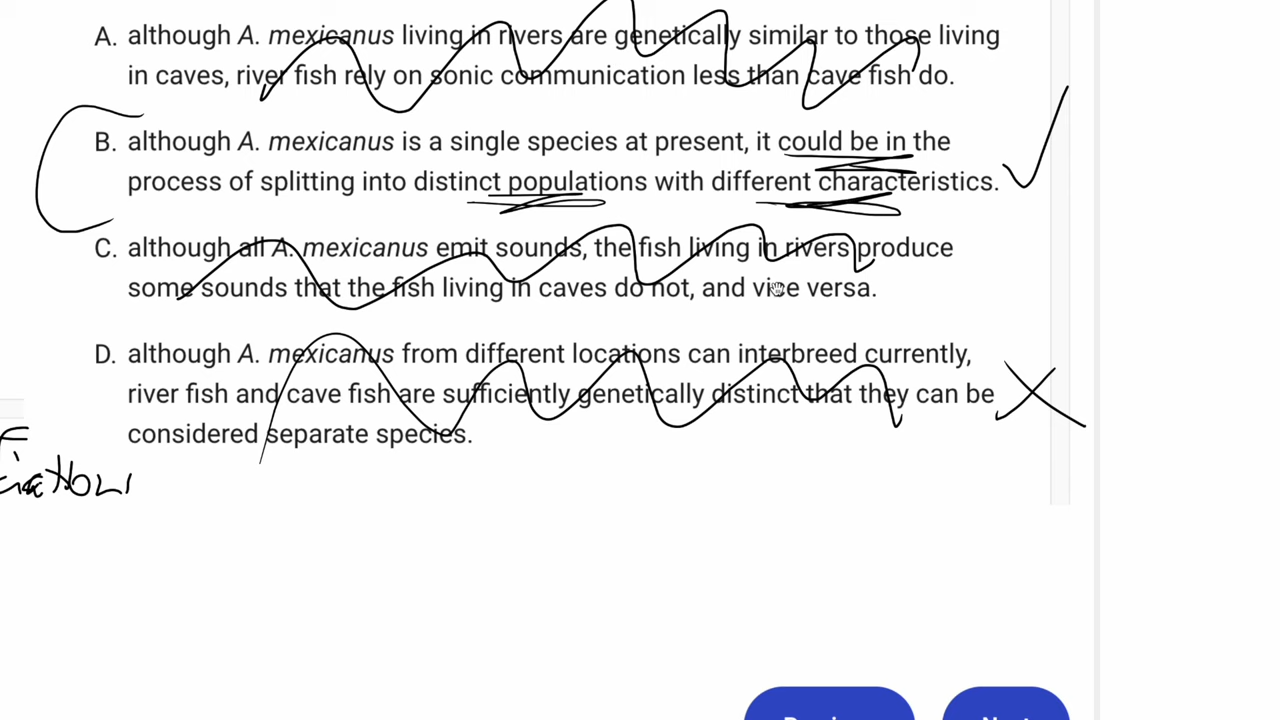 A. although A. mexicanus living in rivers are genetically similar to those living
in caves, river fish rely on sonic communication less than cave fish do.
B. although A. mexicanus is a single species at present, it could be in the
process of splitting into distinct populations with different characteristics.
C. although all A. mexicanus emit sounds, the fish living in rivers produce
some sounds that the fish living in caves do not, and vice versa.
D. although A. mexicanus from different locations can interbreed currently,
river fish and cave fish are sufficiently genetically distinct that they can be
considered separate species.